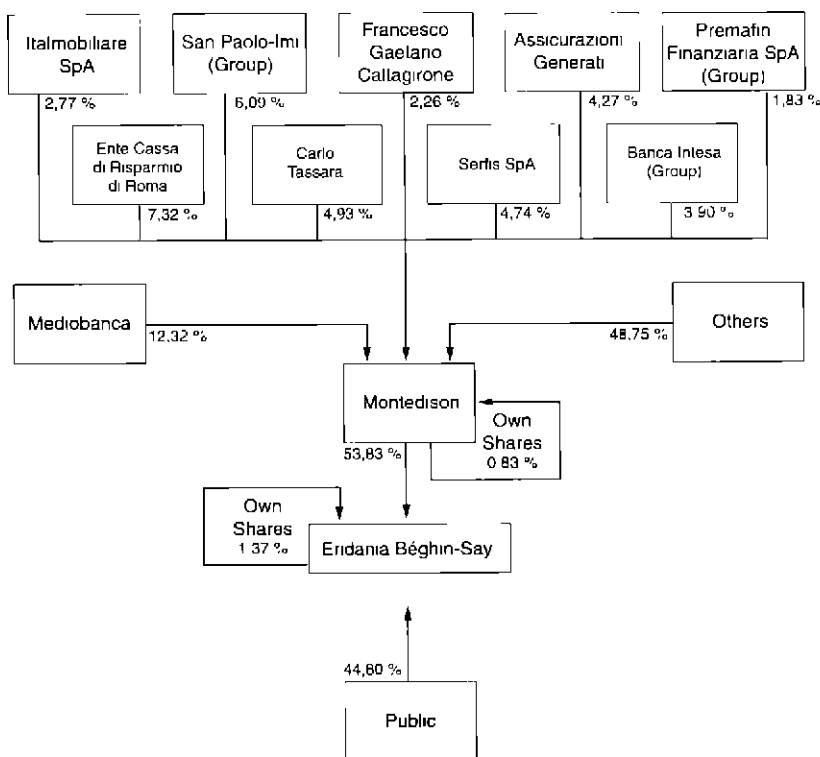 Italmobiliare
SpA
2,77 %
San Paolo-Imi
(Group)
6,09 %
Francesco
Gaetano
Callagirone
2,26 %
Assicurazioni
Generati
4,27 %
Premafin
Finanziaria SpA
(Group)
1,83 %
Ente Cassa
di Risparmio
di Roma
7,32 %
Carlo
Tassara
4,93 %
Serfis SpA
4,74 %
Banca Intesa
(Group)
3 90 %
Mediobanca
12,32 %
Others
48,75 %
Montedison
53,83 %
Own
Shares
0 83 %
Own
Shares
1 37 %
Eridania Béghin-Say
44,80 %
Public